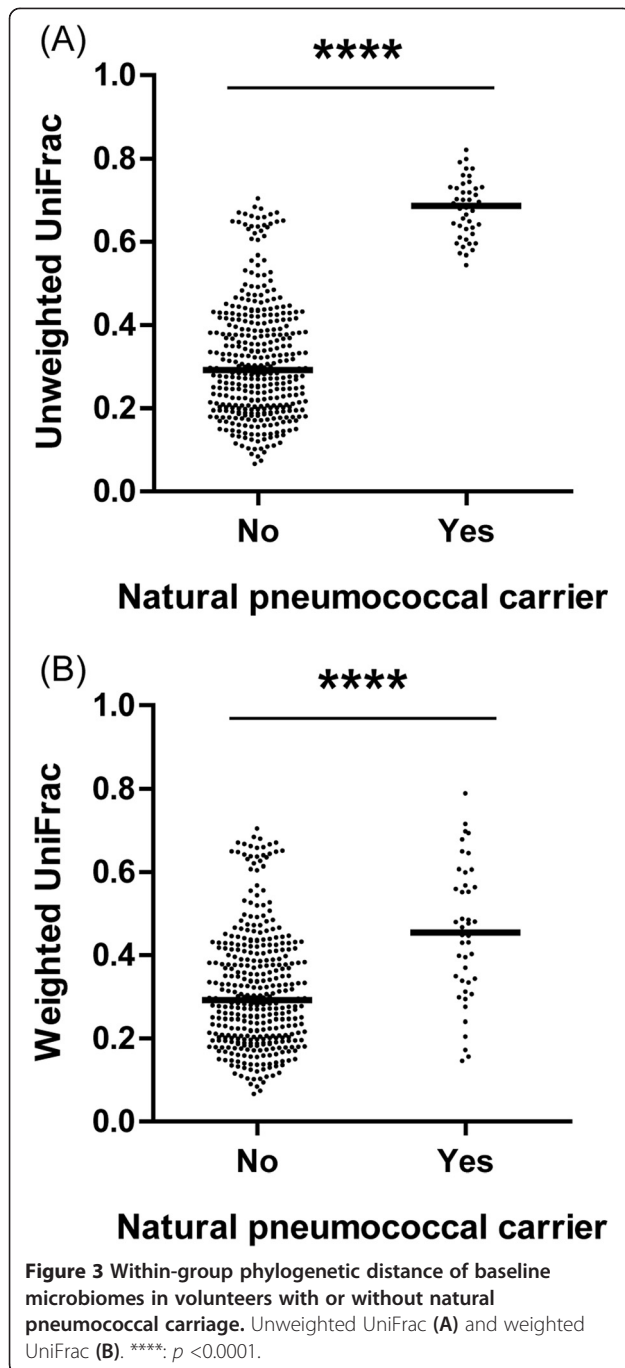 (A)
****
1.0
0.8
0.6
0.4
0.2
0.0
Unweighted UniFrac
No Yes
Natural pneumococcal carrier
(B)
****
1.0
0.8
0.6
0.4
0.2
0.0
Weighted UniFrac
No Yes
Natural pneumococcal carrier
Figure 3 Within-group phylogenetic distance of baseline
microbiomes in volunteers with or without natural
pneumococcal carriage. Unweighted UniFrac (A) and weighted
UniFrac (B). ****: p <0.0001.